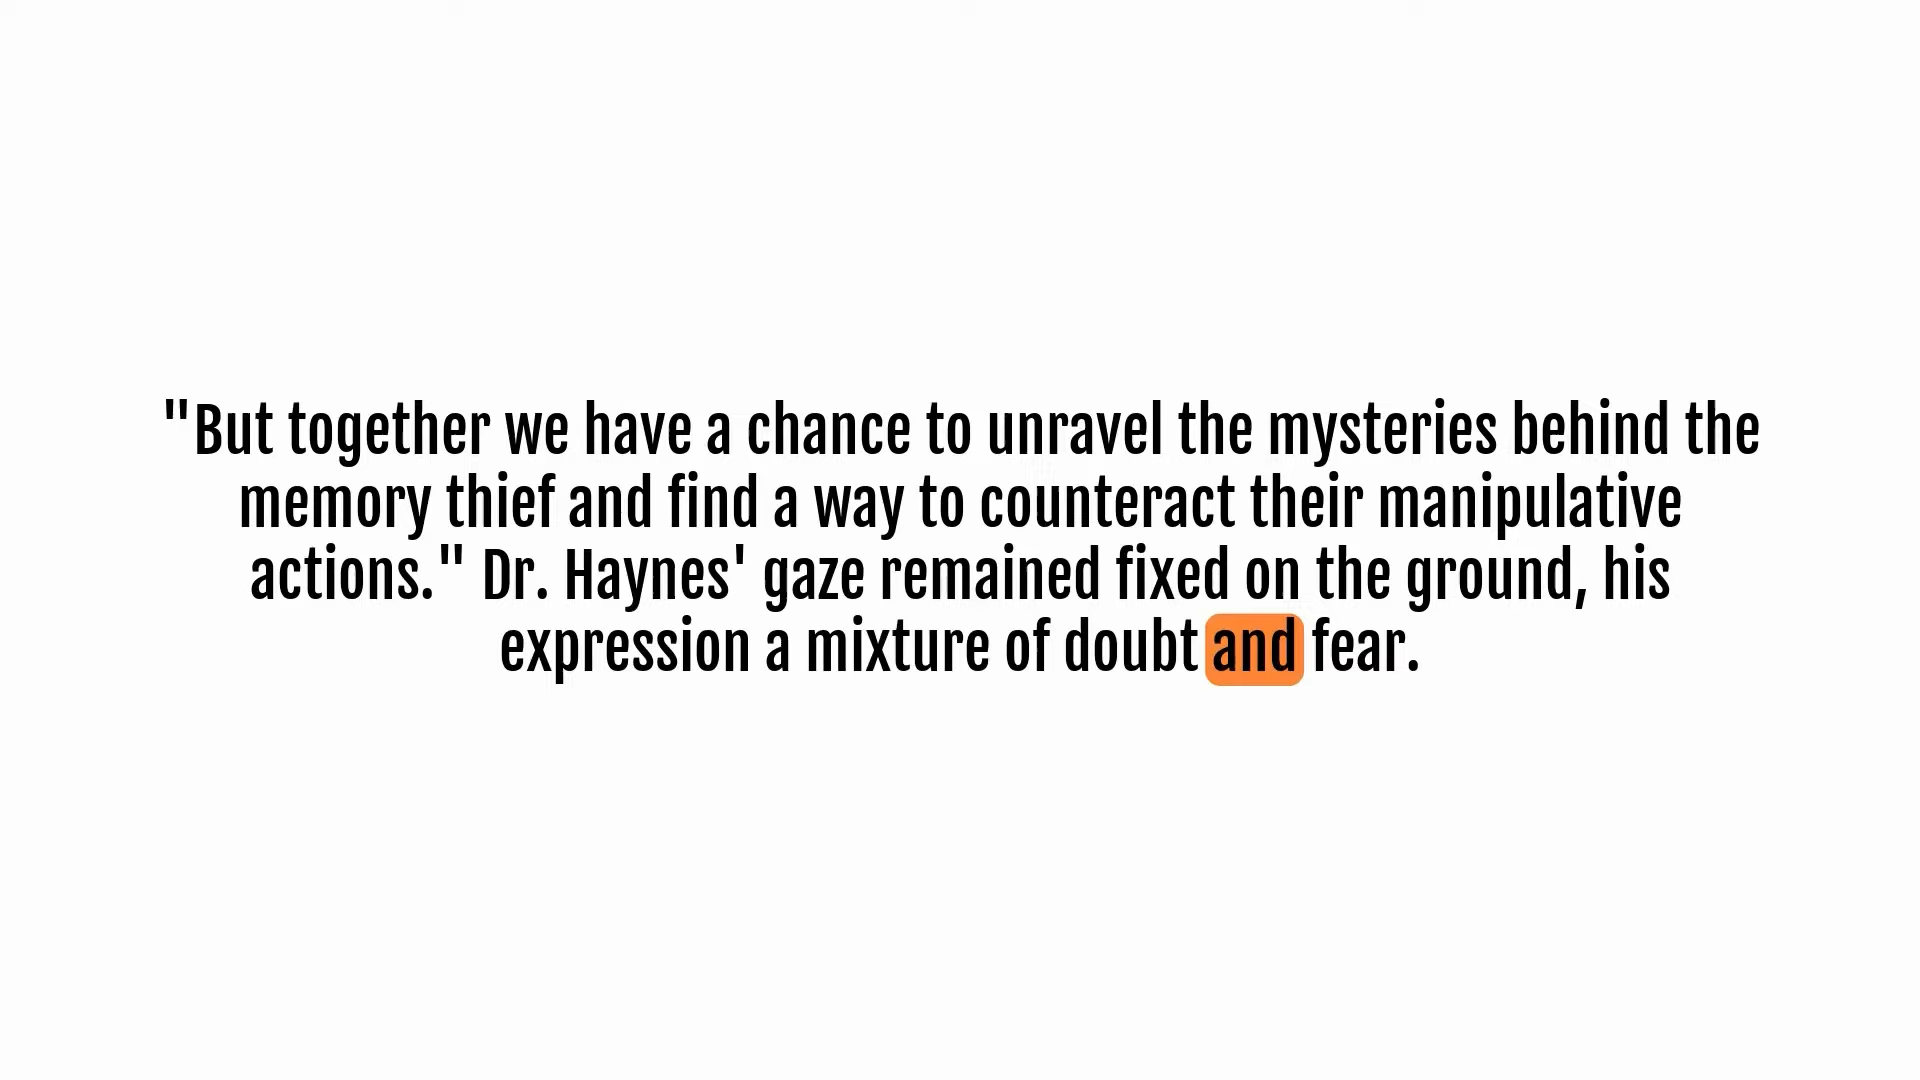 "But together we have a chance to unravel the mysteries behind the
memory thief and find a way to counteract their manipulative
actions." Dr. Haynes' gaze remained fixed on the ground, his
expression a mixture of doubt and fear.